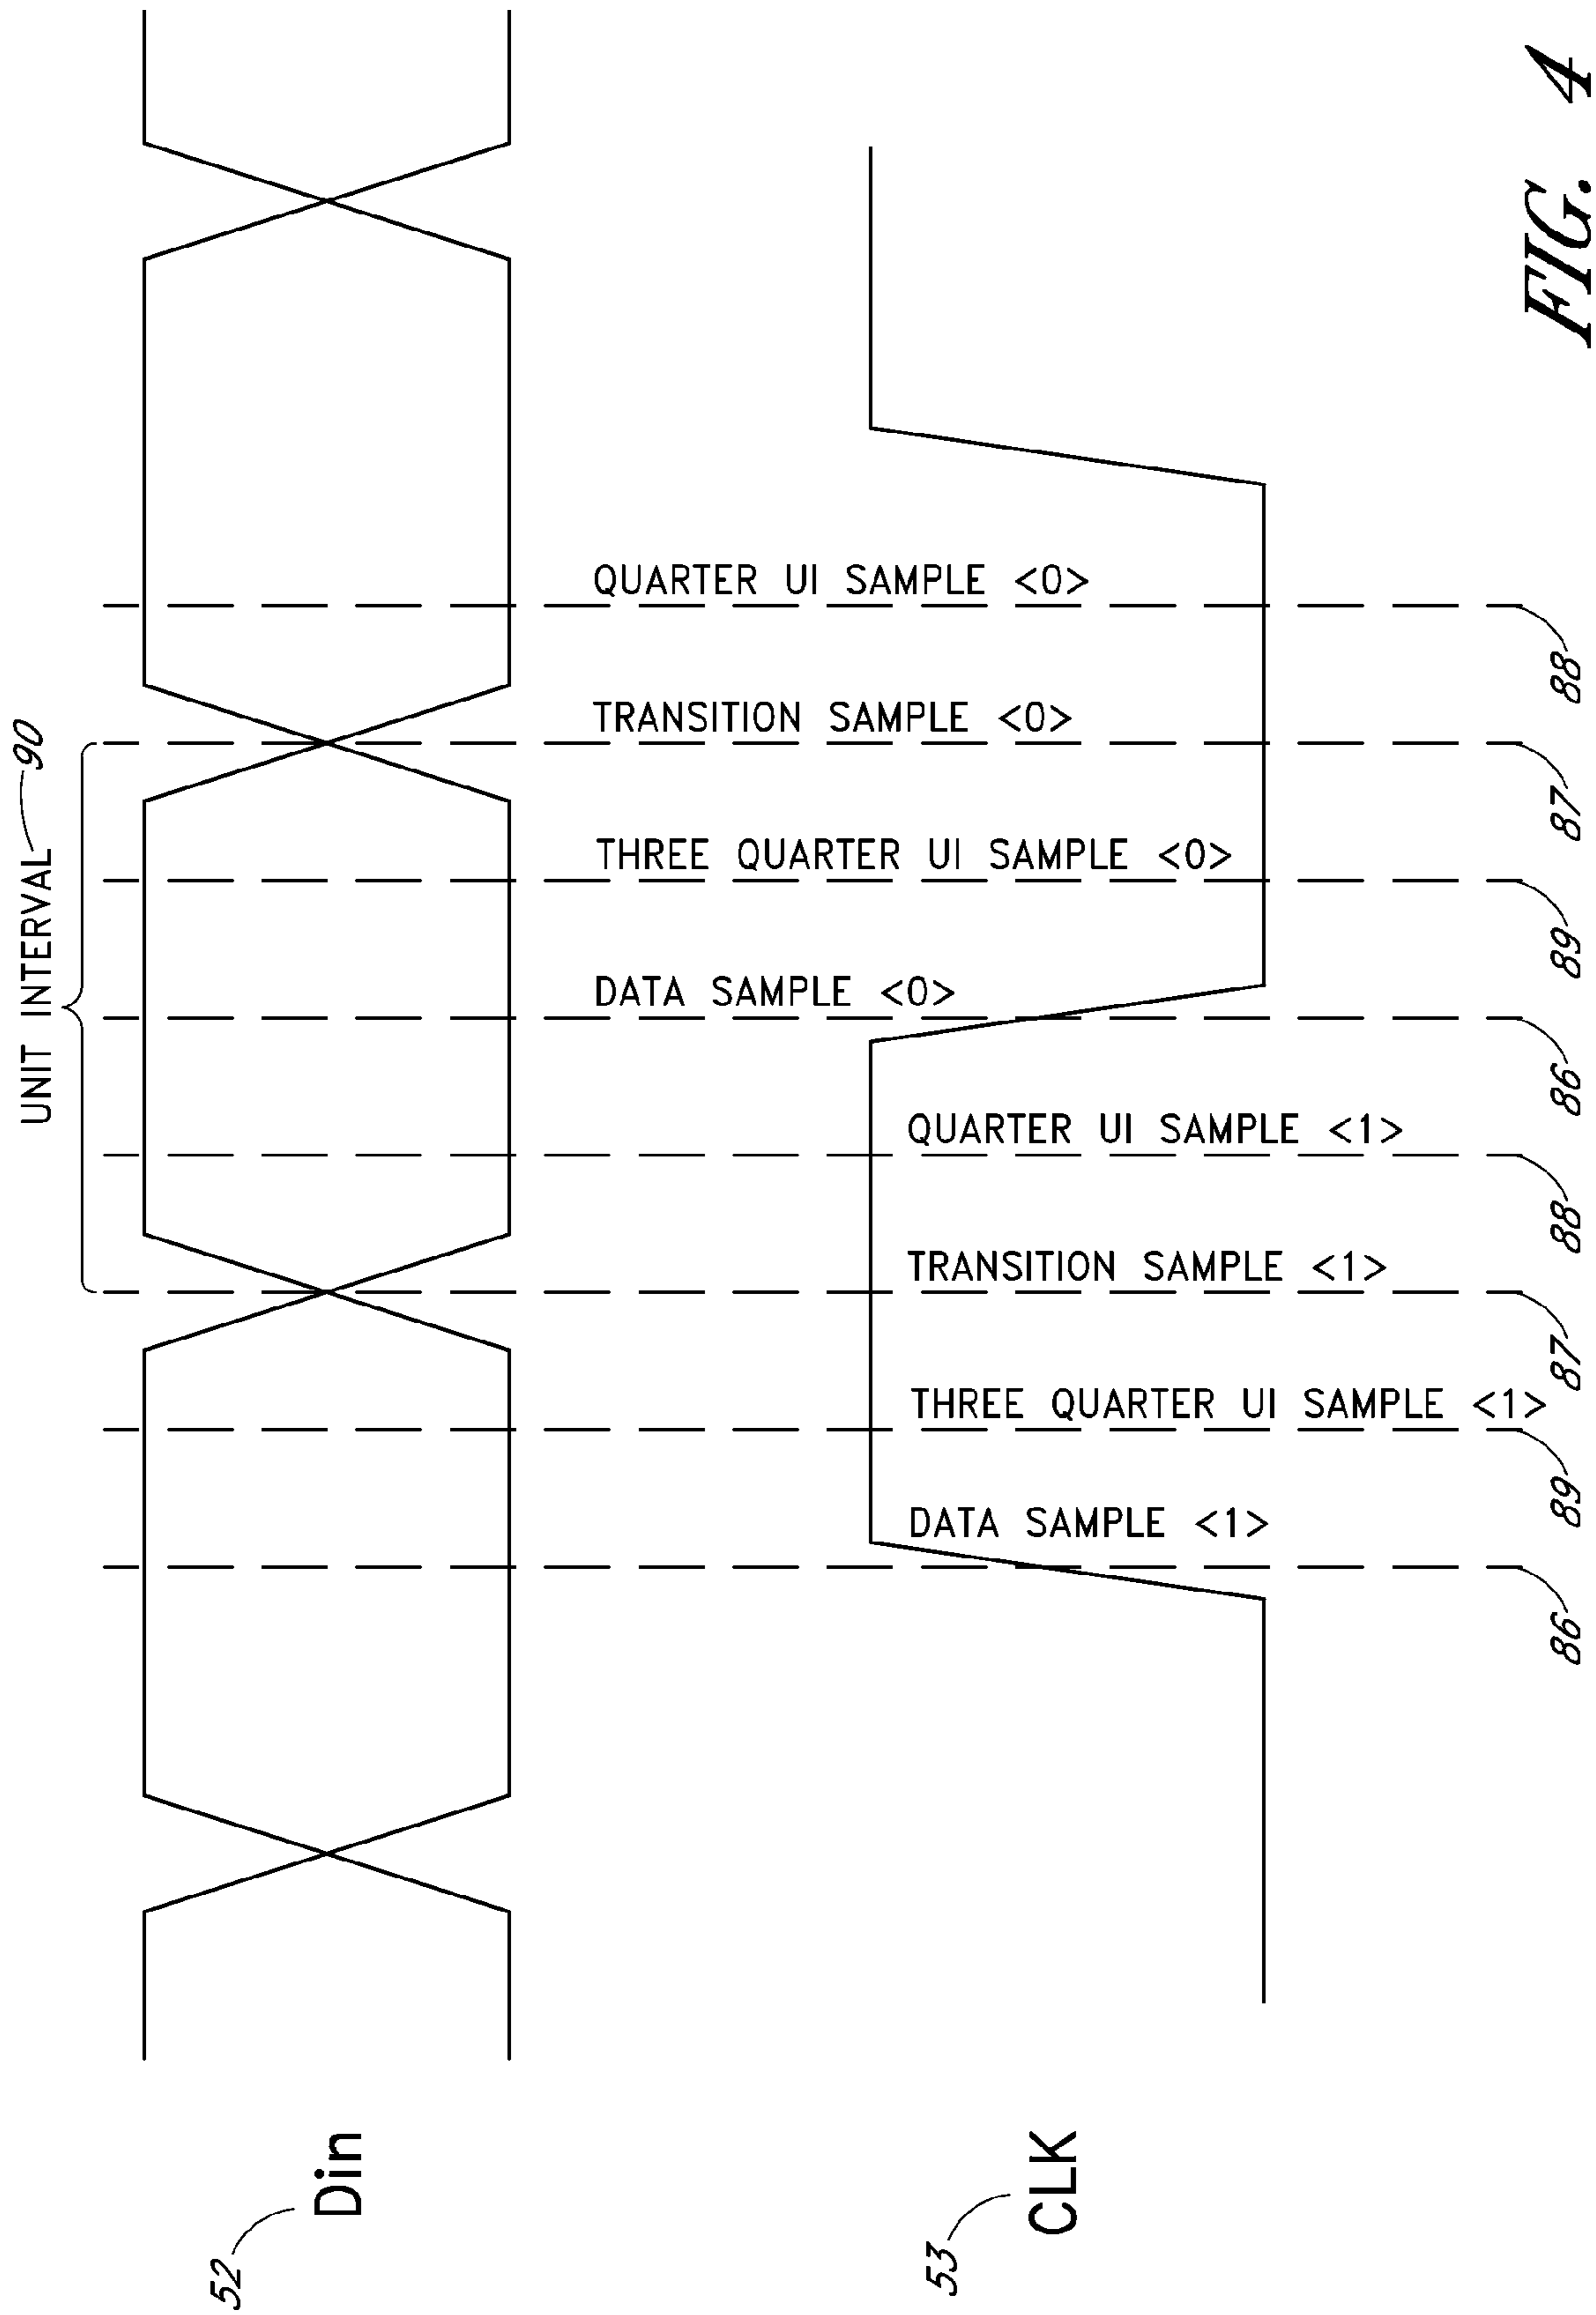 UNIT INTERVAL
90
52
Din
DATA SAMPLE <1>
THREE QUARTER UI SAMPLE <1>
TRANSITION SAMPLE <1>
QUARTER UI SAMPLE <1>
DATA SAMPLE <0>
THREE QUARTER UI SAMPLE <0>
TRANSITION SAMPLE <0>
QUARTER UI SAMPLE <0>
53
CLK
86
89
87
88
86
89
87
88
FIG. 4